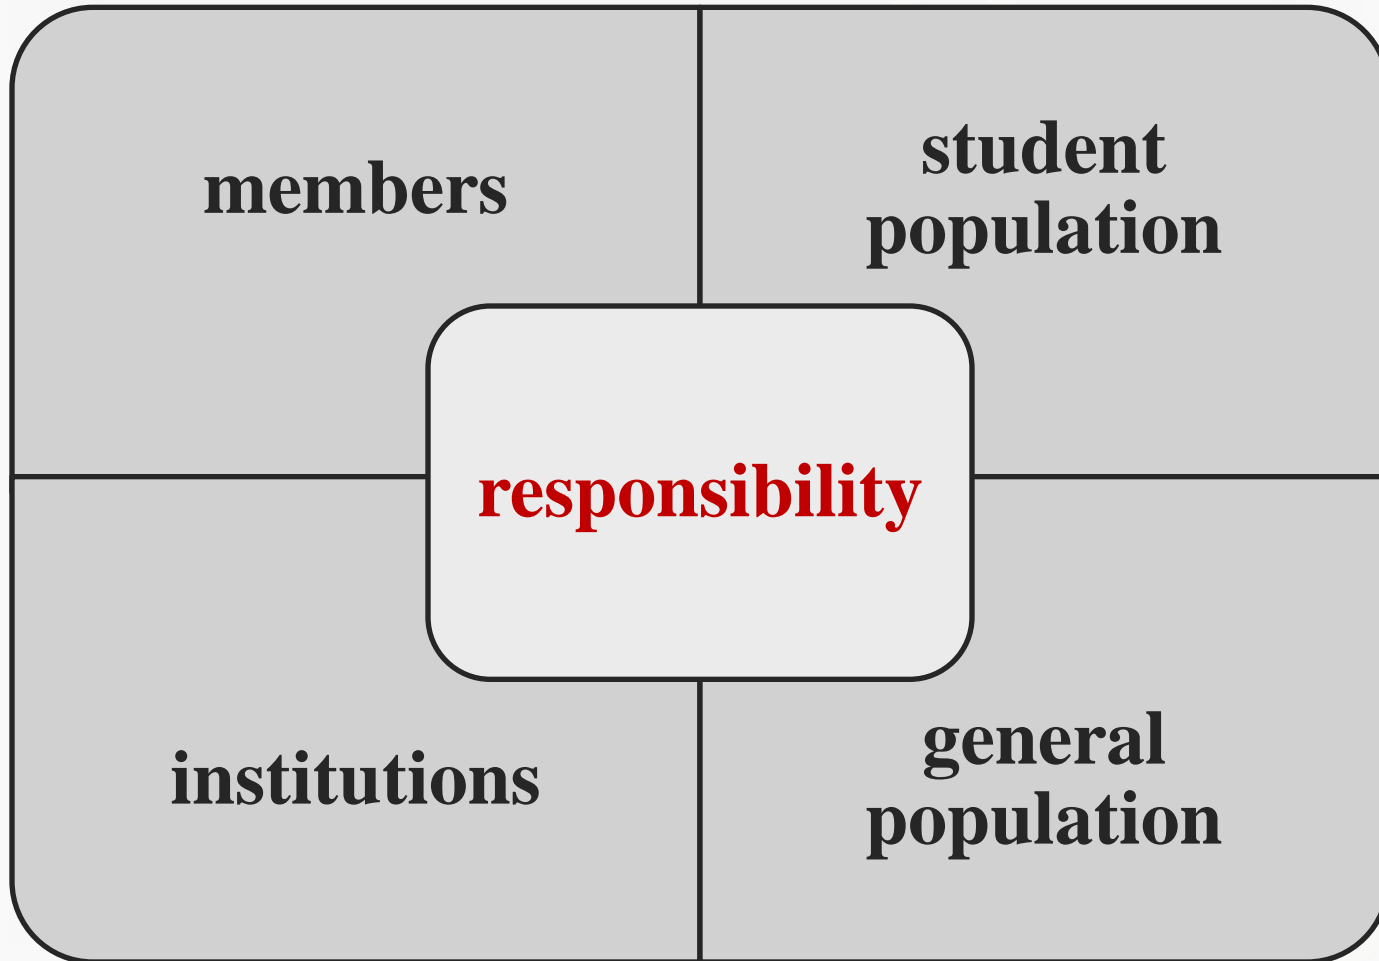 members
student
population
responsibility
institutions
general
population